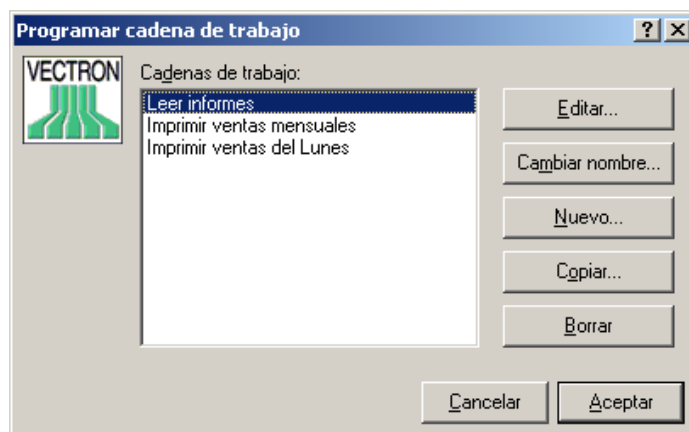 Programar cadena de trabajo
VECTRON
Cadenas de trabajo:
Leer informes
Imprimir ventas mensuales
Imprimir ventas del Lunes
Editar...
Cambiar nombre...
Nuevo...
Copiar...
Borrar
Cancelar
Aceptar